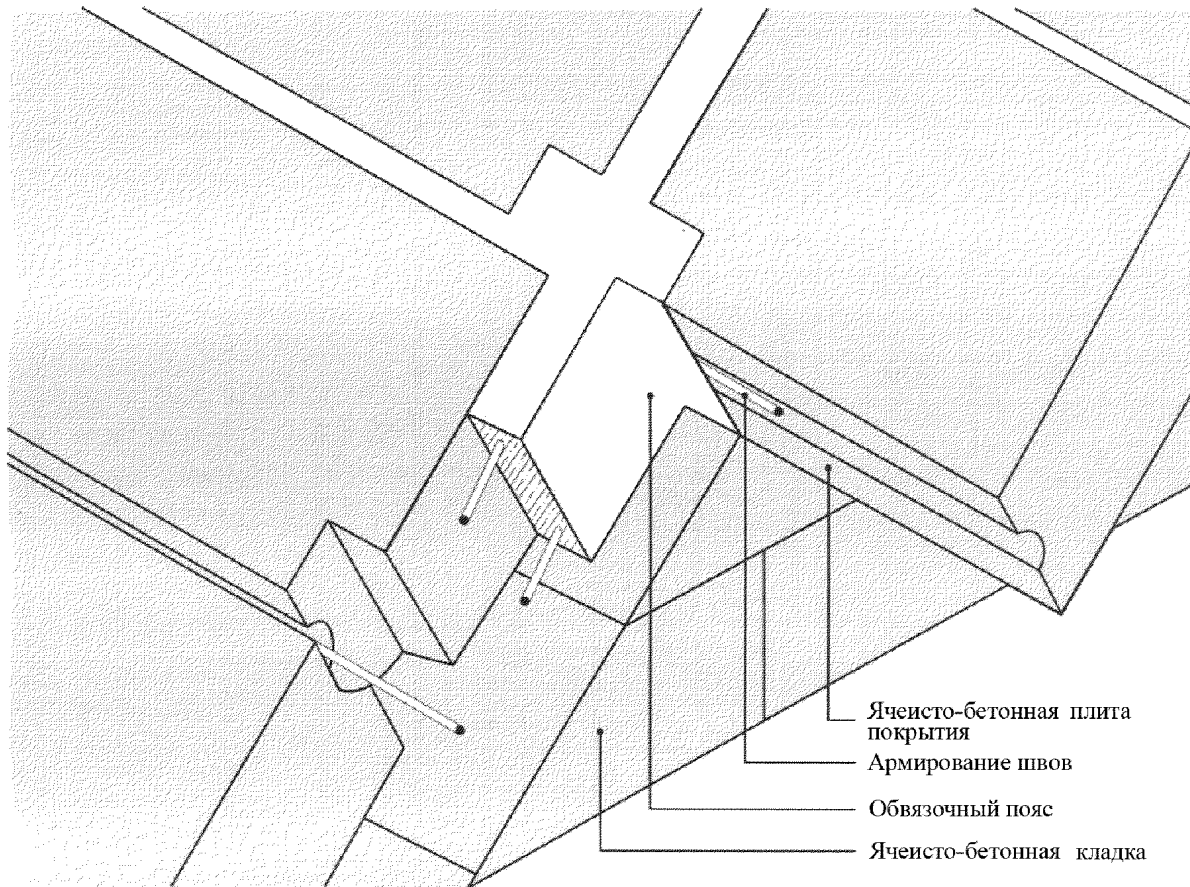 Ячеисто-бетонная плита
покрытия
Армирование швов
Обвязочный пояс
Ячеисто-бетонная кладка